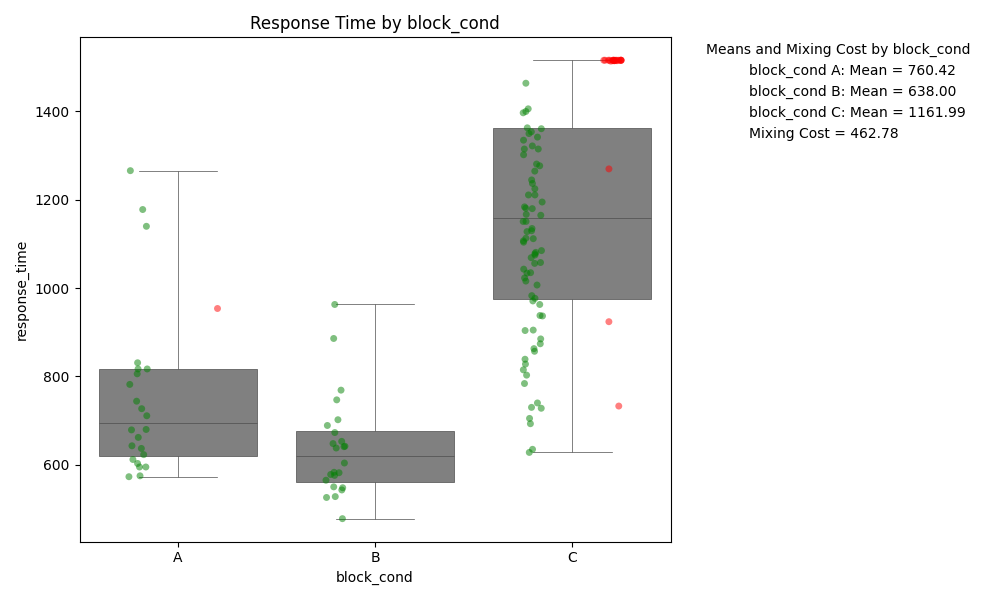 Response Time by block_cond
Means and Mixing Cost by block_cond
block_cond A: Mean = 760.42
block_cond B: Mean = 638.00
block_cond C: Mean = 1161.99
Mixing Cost = 462.78
response_time
1400
1200
1000
800
600
A
B
C
block_cond